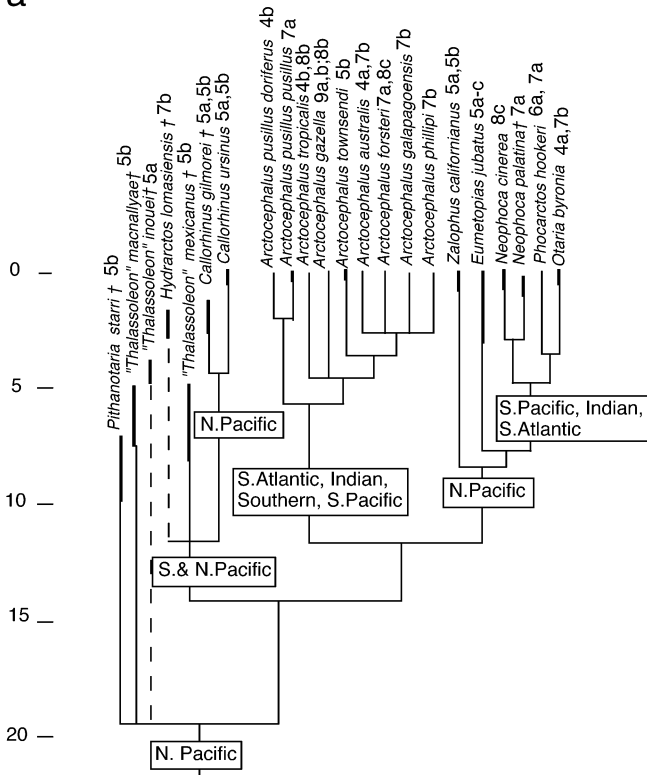 a
Pithanotaria starri † 5b
"Thalassoleon" macnallyae† 5b
"Thalassoleon" inouei† 5a
Hydrarctos lomasiensis † 7b
"Thalassoleon" mexicanus † 5b
Callorhinus gilmorei † 5a,5b
Callorhinus ursinus 5a,5b
Arctocephalus pusillus doriferus 4b
Arctocephalus pusillus pusillus 7a
Arctocephalus tropicalis 4b,8b
Arctocephalus gazella 9a,b;8b
Arctocephalus townsendi 5b
Arctocephalus australis 4a,7b
Arctocephalus forsteri 7a,8c
Arctocephalus galapagoensis 7b
Arctocephalus phillipi 7b
Zalophus californianus 5a,5b
Eumetopias jubatus 5a-c
Neophoca cinerea 8c
Neophoca palatina† 7a
Phocarctos hookeri 6a, 7a
Otaria byronia 4a,7b
0
5
10
15
20
N.Pacific
S.Atlantic, Indian,
Southern, S.Pacific
S.Pacific, Indian,
S.Atlantic
N.Pacific
S.& N.Pacific
N. Pacific